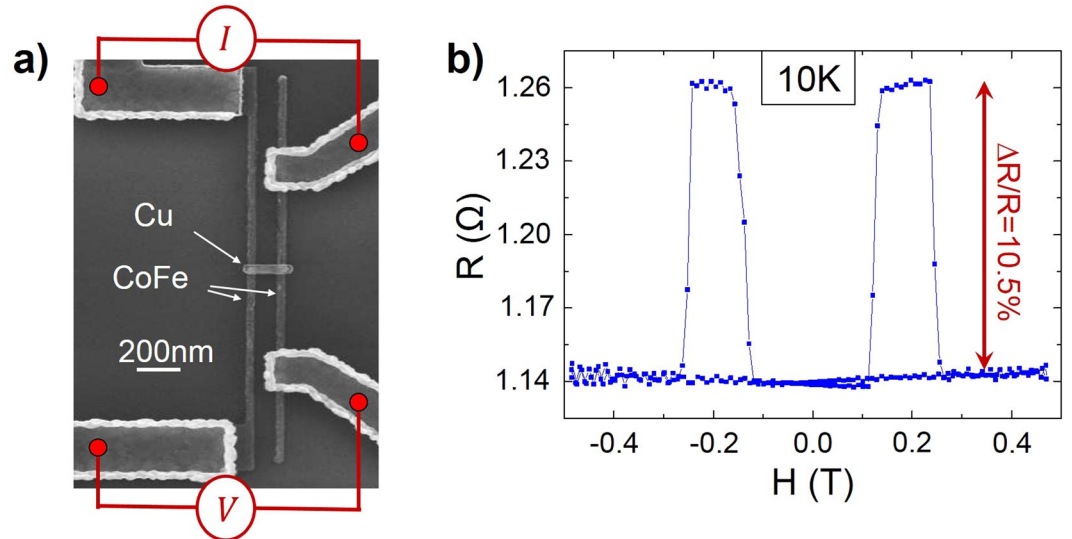 a)
I
Cu
CoFe
200nm
V
b)
10K
1.26
1.23
1.20
1.17
1.14
R (Ω)
ΔR/R=10.5%
-0.4 -0.2 0.0 0.2 0.4
H (T)